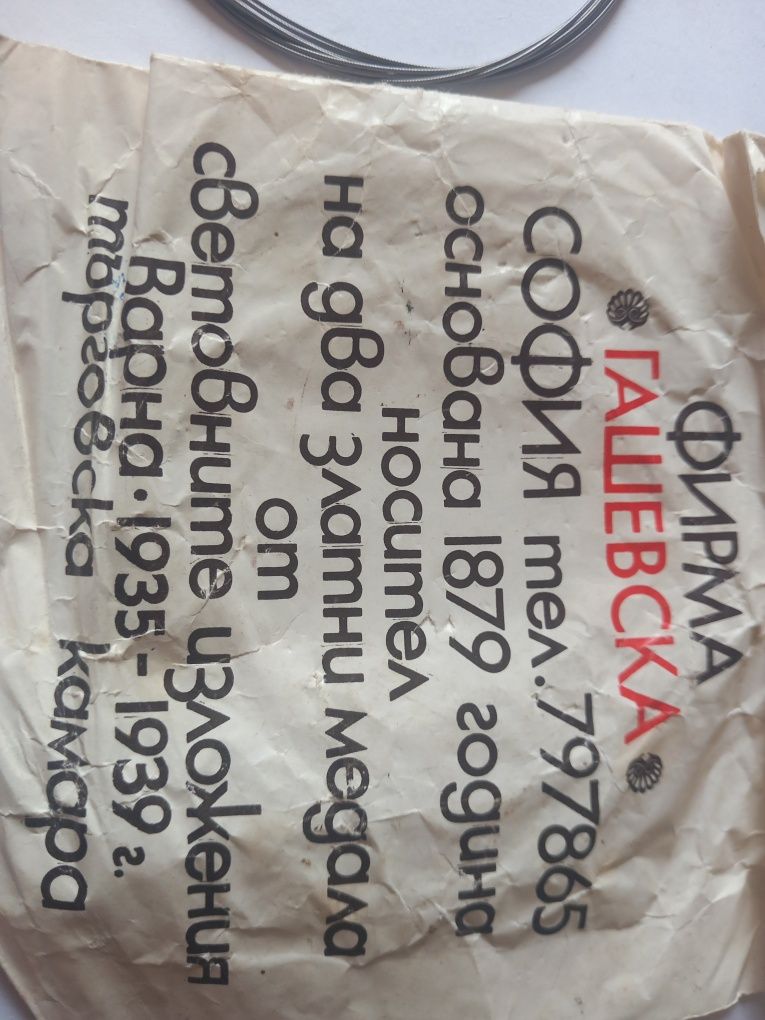 ФИРМА
ГАШЕВСКА
СОФИЯ тел. 797865
основана 1879 година
носител
на два златни медала
от
световните изложения
Варна · 1935 - 1939 г.
търговска камара